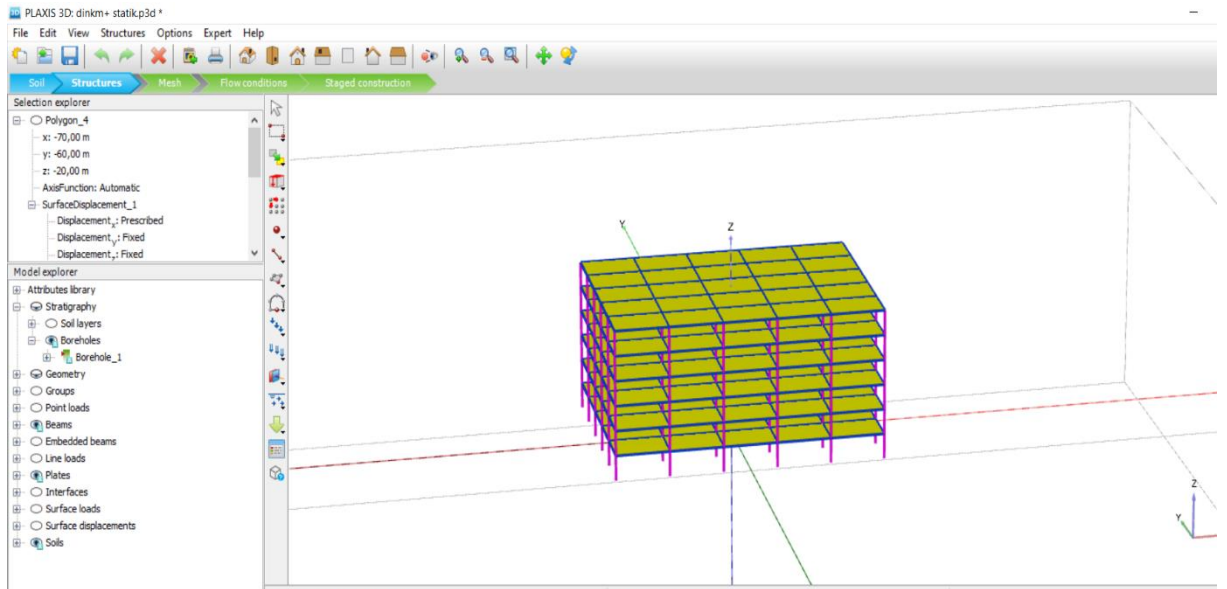 PLAXIS 3D: dinkm+ statik.p3d *
File Edit View Structures Options Expert Help
Soil Structures Mesh Flow conditions Staged construction
Selection explorer
Polygon_4
x: -70,00 m
y: -60,00 m
z: -20,00 m
AxisFunction: Automatic
SurfaceDisplacement_1
Displacementx: Prescribed
Displacementy: Fixed
Displacementz: Fixed
Model explorer
Attributes library
Stratigraphy
Soil layers
Boreholes
Borehole_1
Geometry
Groups
Point loads
Beams
Embedded beams
Line loads
Plates
Interfaces
Surface loads
Surface displacements
Soils
Y
Z
Z
Y